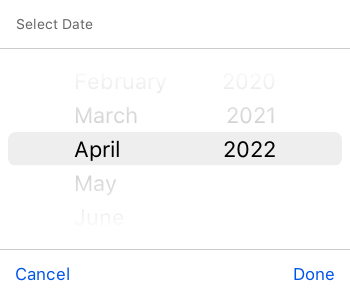 Select Date
February 2020
March 2021
April 2022
May
June
Cancel Done